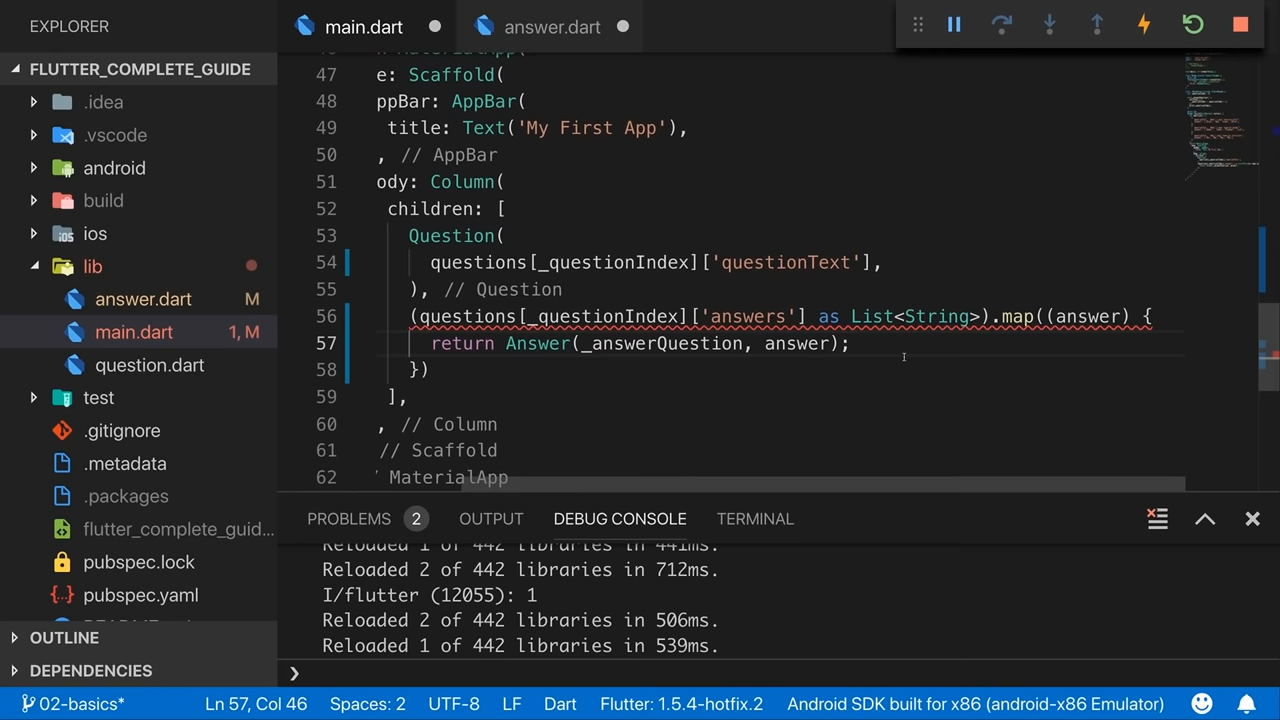 EXPLORER
main.dart
answer.dart
FLUTTER_COMPLETE_GUIDE
.idea
.vscode
android
build
ios
lib
answer.dart M
main.dart 1, M
question.dart
test
.gitignore
.metadata
.packages
flutter_complete_guid...
pubspec.lock
pubspec.yaml
OUTLINE
DEPENDENCIES
47 e: Scaffold(
48 ppBar: AppBar(
49 title: Text('My First App'),
50 , // AppBar
51 ody: Column(
52 children: [
53 Question(
54 questions[_questionIndex]['questionText'],
55 ), // Question
56 (questions[_questionIndex]['answers'] as List<String>).map((answer) {
57 return Answer(_answerQuestion, answer);
58 })
59 ],
60 , // Column
61 // Scaffold
62 MaterialApp
PROBLEMS 2 OUTPUT DEBUG CONSOLE TERMINAL
Reloaded 1 of 442 libraries in 441ms.
Reloaded 2 of 442 libraries in 712ms.
I/flutter (12055): 1
Reloaded 2 of 442 libraries in 506ms.
Reloaded 1 of 442 libraries in 539ms.
02-basics* Ln 57, Col 46 Spaces: 2 UTF-8 LF Dart Flutter: 1.5.4-hotfix.2 Android SDK built for x86 (android-x86 Emulator)